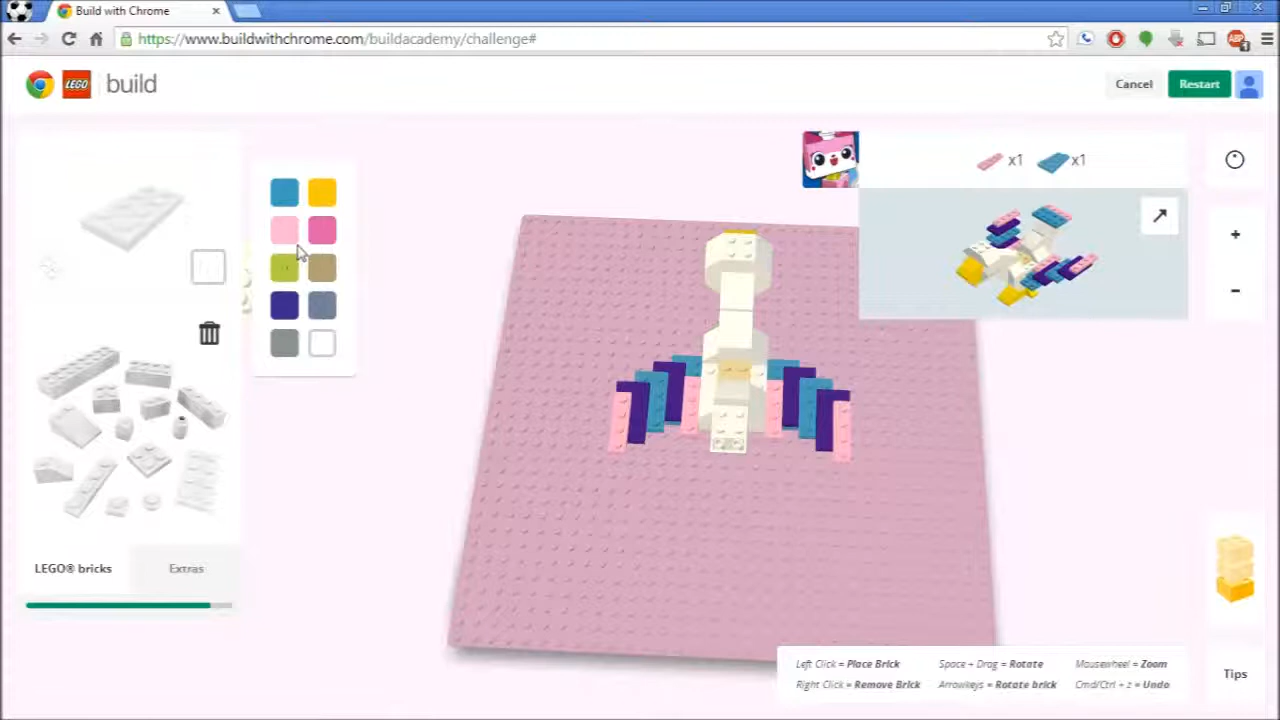 Build with Chrome
https://www.buildwithchrome.com/buildacademy/challenge#
ABP
1
LEGO build
Cancel
Restart
x1 x1
LEGO® bricks
Extras
Left Click = Place Brick Space + Drag = Rotate Mousewheel = Zoom
Right Click = Remove Brick Arrowkeys = Rotate brick Cmd/Ctrl + z = Undo
Tips